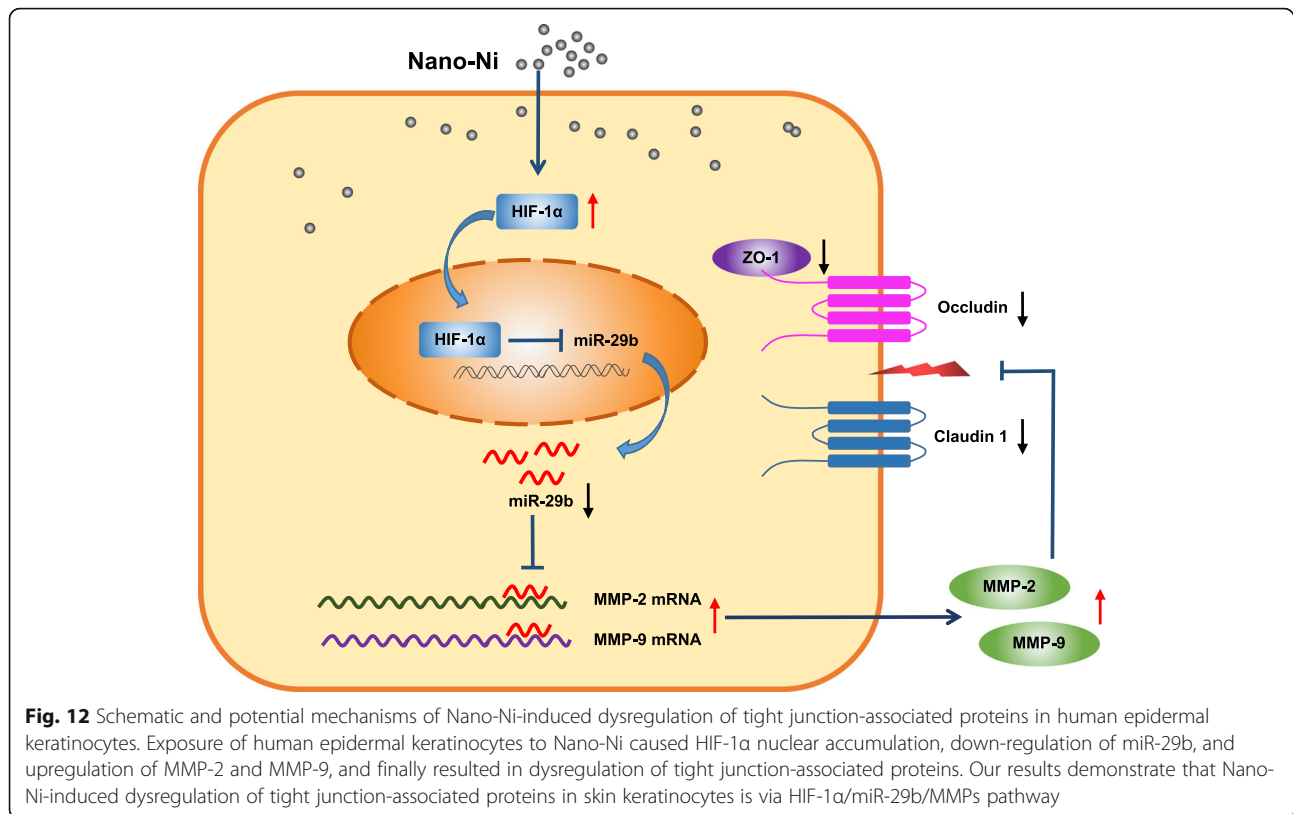 Nano-Ni
HIF-1α
ZO-1
Occludin
HIF-1α
miR-29b
Claudin 1
miR-29b
MMP-2 mRNA
MMP-9 mRNA
MMP-2
MMP-9
Fig. 12 Schematic and potential mechanisms of Nano-Ni-induced dysregulation of tight junction-associated proteins in human epidermal
keratinocytes. Exposure of human epidermal keratinocytes to Nano-Ni caused HIF-1α nuclear accumulation, down-regulation of miR-29b, and
upregulation of MMP-2 and MMP-9, and finally resulted in dysregulation of tight junction-associated proteins. Our results demonstrate that Nano-
Ni-induced dysregulation of tight junction-associated proteins in skin keratinocytes is via HIF-1α/miR-29b/MMPs pathway